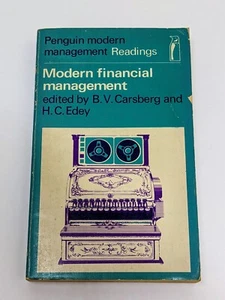 Penguin modern
management Readings
Modern financial
management
edited by B.V. Carsberg and
H.C. Edey